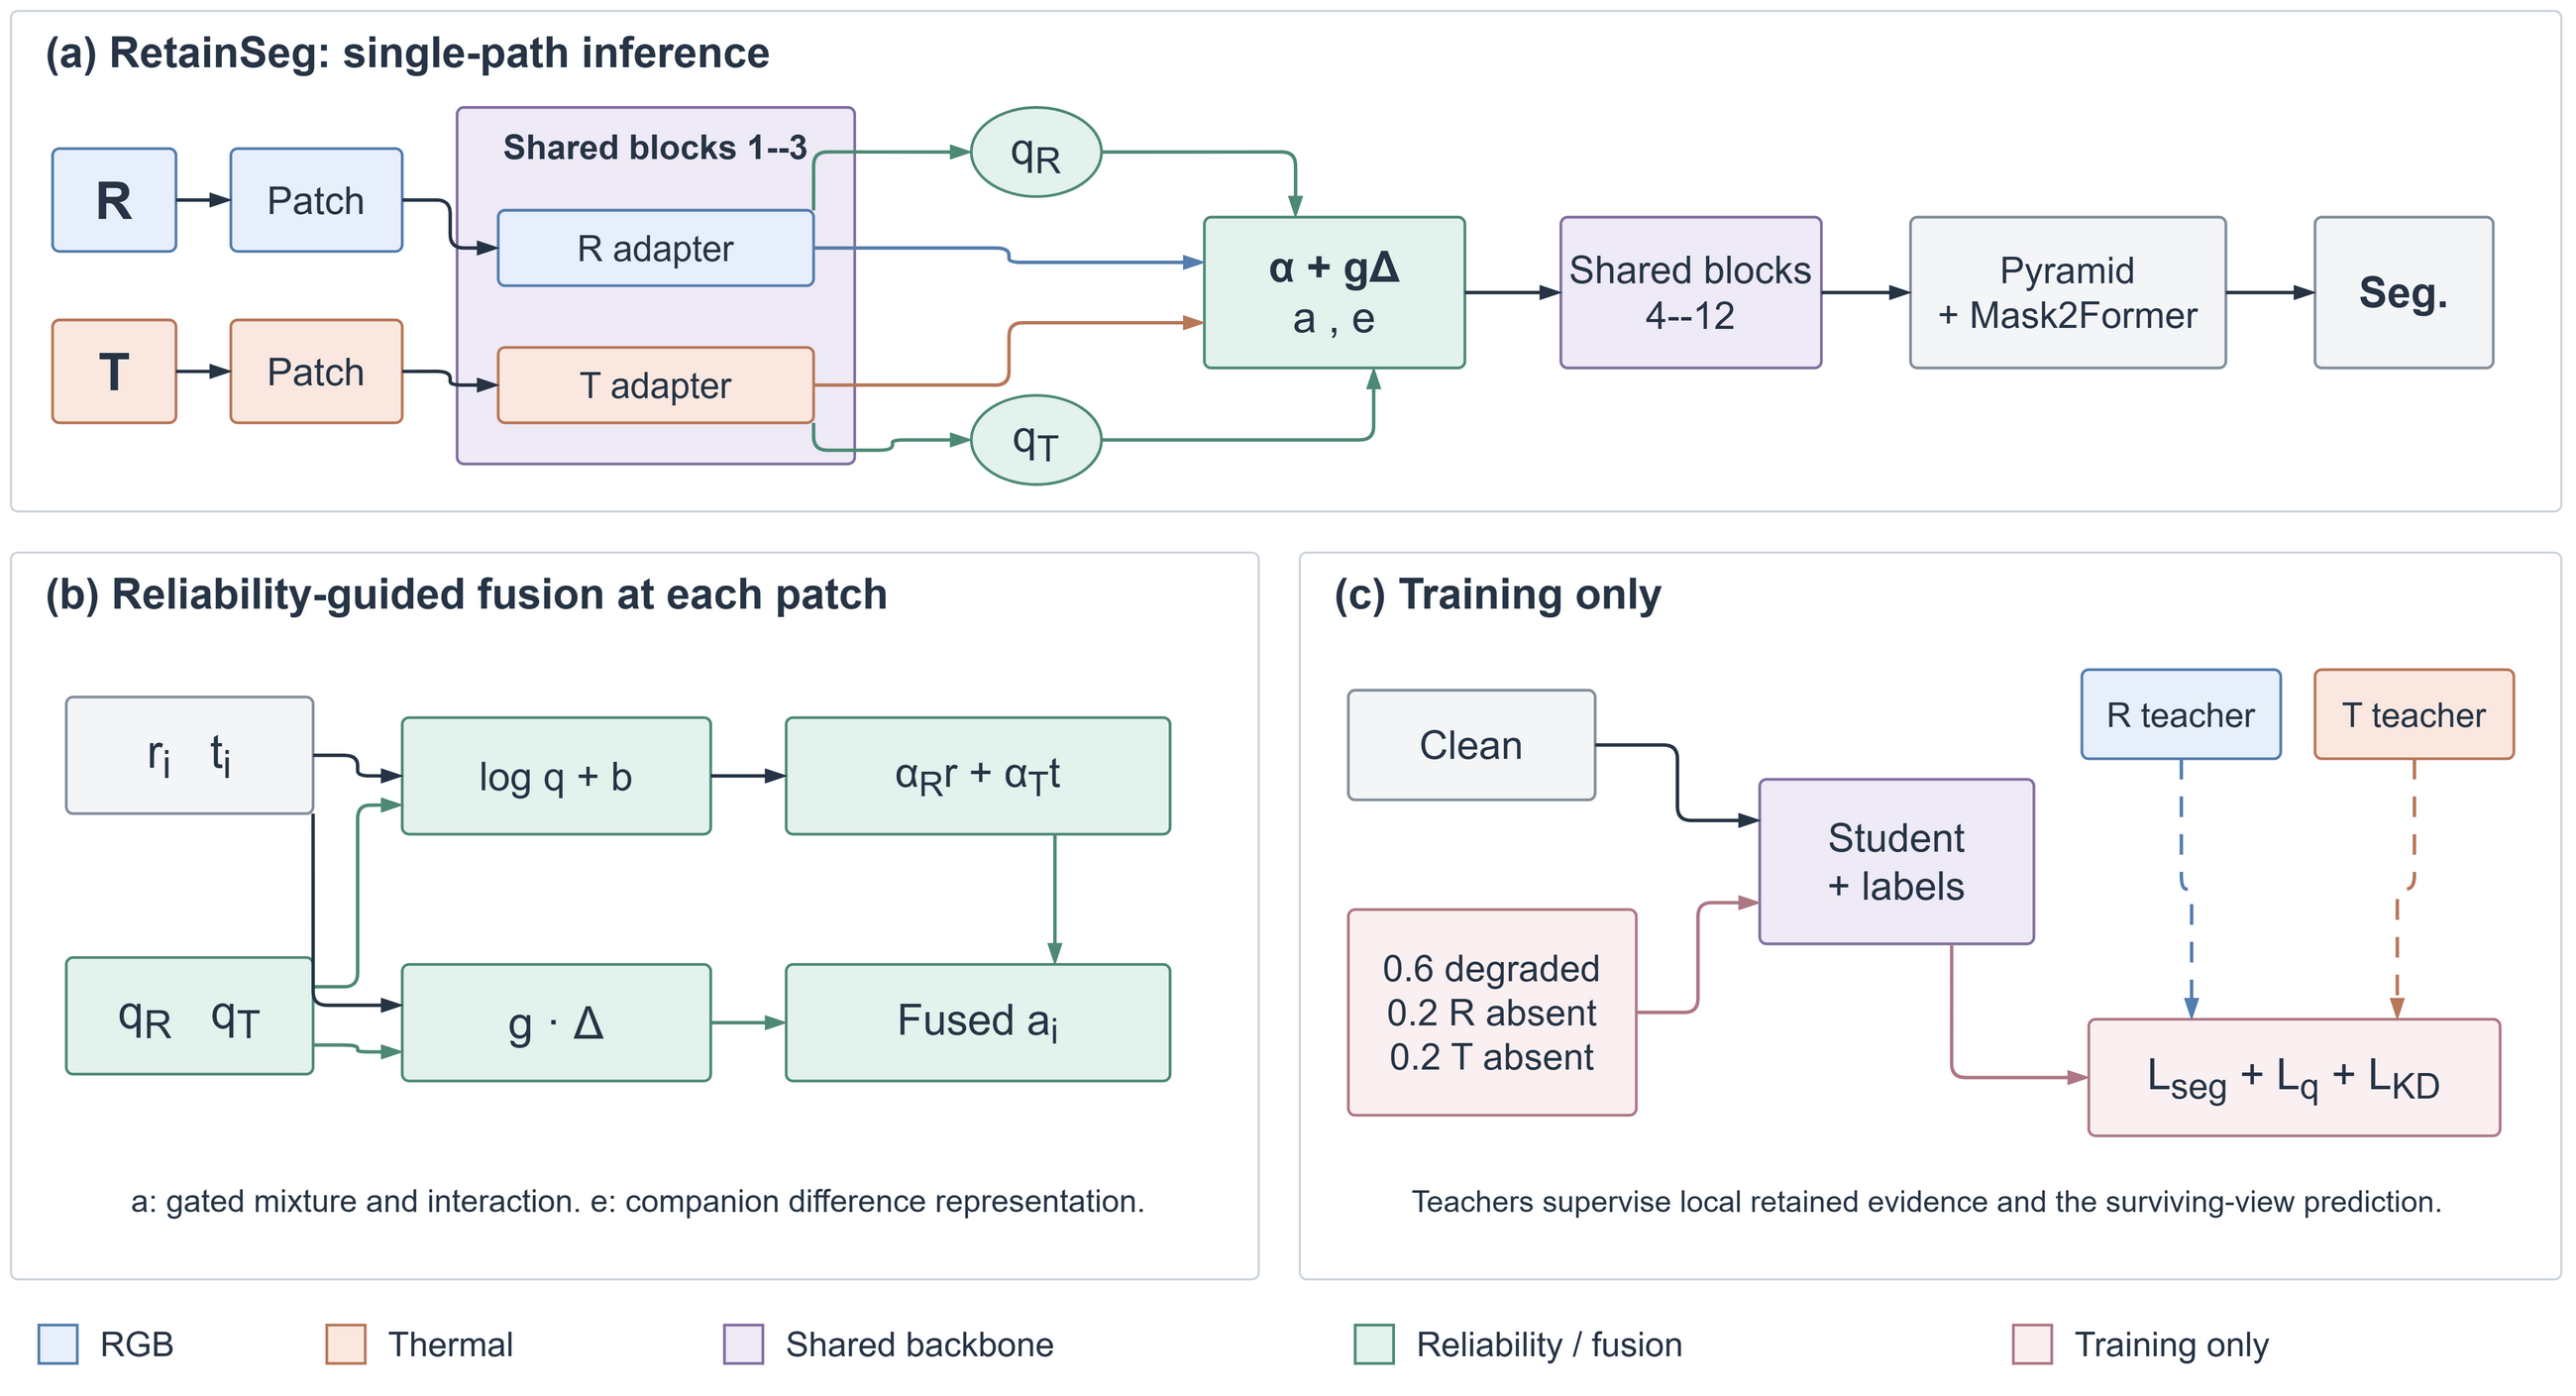 (a) RetainSeg: single-path inference
Shared blocks 1--3
R
Patch
R adapter
qR
T
Patch
T adapter
qT
α + gΔ
a , e
Shared blocks
4--12
Pyramid
+ Mask2Former
Seg.
(b) Reliability-guided fusion at each patch
ri ti
log q + b
αRr + αTt
qR qT
g · Δ
Fused ai
a: gated mixture and interaction. e: companion difference representation.
(c) Training only
Clean
0.6 degraded
0.2 R absent
0.2 T absent
Student
+ labels
R teacher
T teacher
Lseg + Lq + LKD
Teachers supervise local retained evidence and the surviving-view prediction.
RGB
Thermal
Shared backbone
Reliability / fusion
Training only